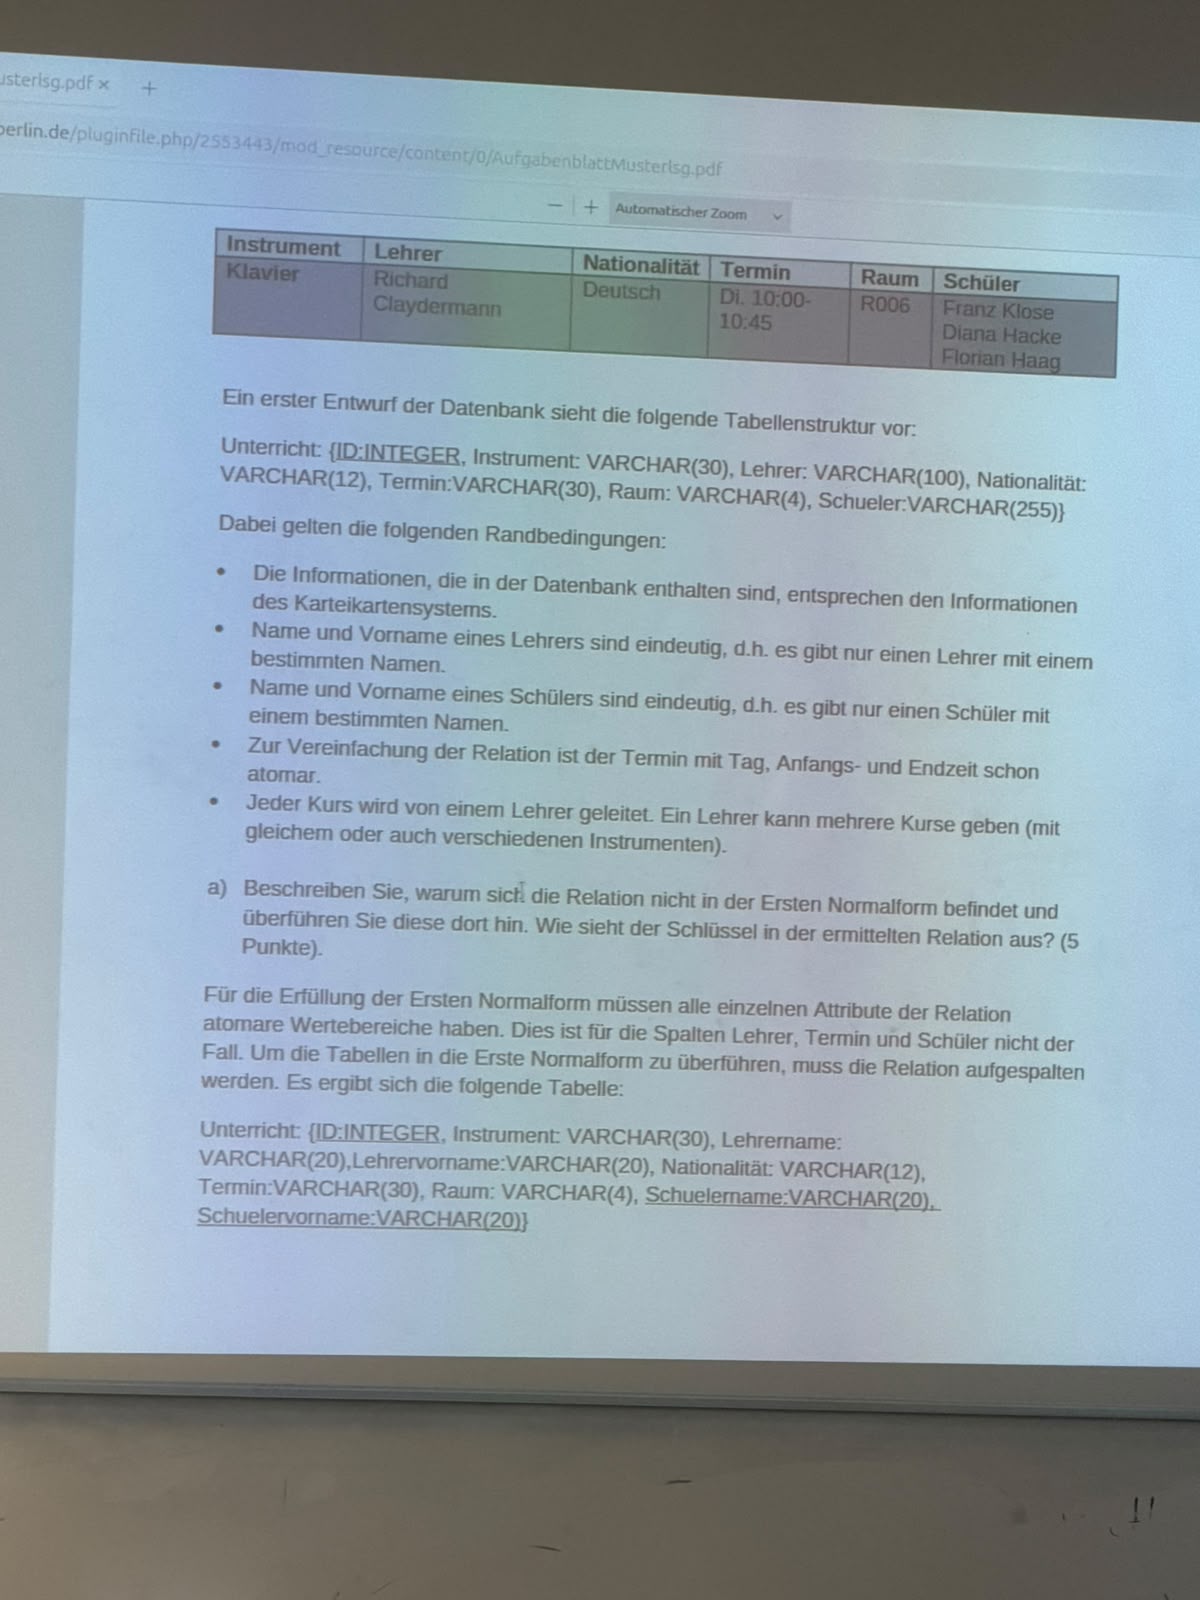 usterlsg.pdf × +
berlin.de/pluginfile.php/2553443/mod_resource/content/0/AufgabenblattMusterlsg.pdf
− + Automatischer Zoom
Instrument Lehrer Nationalität Termin Raum Schüler
Klavier Richard Deutsch Di. 10:00- R006 Franz Klose
Claydermann 10:45 Diana Hacke
Florian Haag
Ein erster Entwurf der Datenbank sieht die folgende Tabellenstruktur vor:
Unterricht: {ID:INTEGER, Instrument: VARCHAR(30), Lehrer: VARCHAR(100), Nationalität:
VARCHAR(12), Termin:VARCHAR(30), Raum: VARCHAR(4), Schueler:VARCHAR(255)}
Dabei gelten die folgenden Randbedingungen:
• Die Informationen, die in der Datenbank enthalten sind, entsprechen den Informationen
des Karteikartensystems.
• Name und Vorname eines Lehrers sind eindeutig, d.h. es gibt nur einen Lehrer mit einem
bestimmten Namen.
• Name und Vorname eines Schülers sind eindeutig, d.h. es gibt nur einen Schüler mit
einem bestimmten Namen.
• Zur Vereinfachung der Relation ist der Termin mit Tag, Anfangs- und Endzeit schon
atomar.
• Jeder Kurs wird von einem Lehrer geleitet. Ein Lehrer kann mehrere Kurse geben (mit
gleichem oder auch verschiedenen Instrumenten).
a) Beschreiben Sie, warum sich die Relation nicht in der Ersten Normalform befindet und
überführen Sie diese dort hin. Wie sieht der Schlüssel in der ermittelten Relation aus? (5
Punkte).
Für die Erfüllung der Ersten Normalform müssen alle einzelnen Attribute der Relation
atomare Wertebereiche haben. Dies ist für die Spalten Lehrer, Termin und Schüler nicht der
Fall. Um die Tabellen in die Erste Normalform zu überführen, muss die Relation aufgespalten
werden. Es ergibt sich die folgende Tabelle:
Unterricht: {ID:INTEGER, Instrument: VARCHAR(30), Lehrername:
VARCHAR(20),Lehrervorname:VARCHAR(20), Nationalität: VARCHAR(12),
Termin:VARCHAR(30), Raum: VARCHAR(4), Schuelername:VARCHAR(20),
Schuelervorname:VARCHAR(20)}